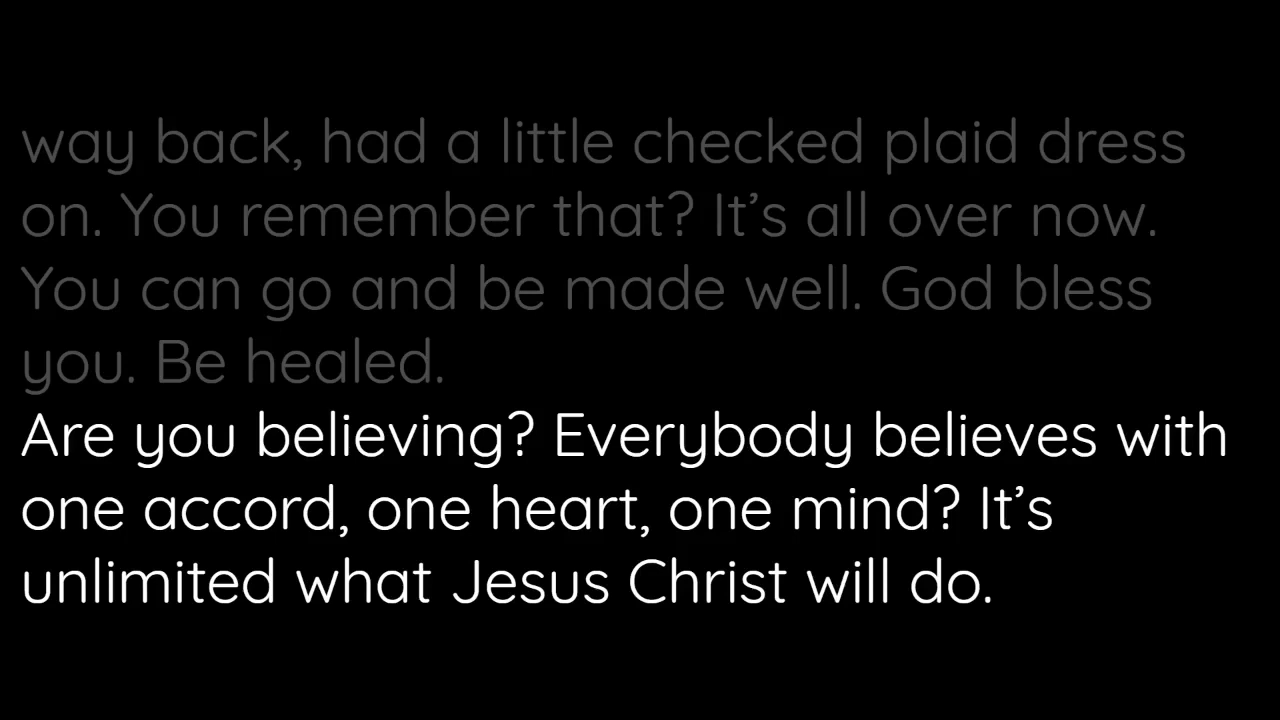 way back, had a little checked plaid dress
on. You remember that? It’s all over now.
You can go and be made well. God bless
you. Be healed.
Are you believing? Everybody believes with
one accord, one heart, one mind? It’s
unlimited what Jesus Christ will do.